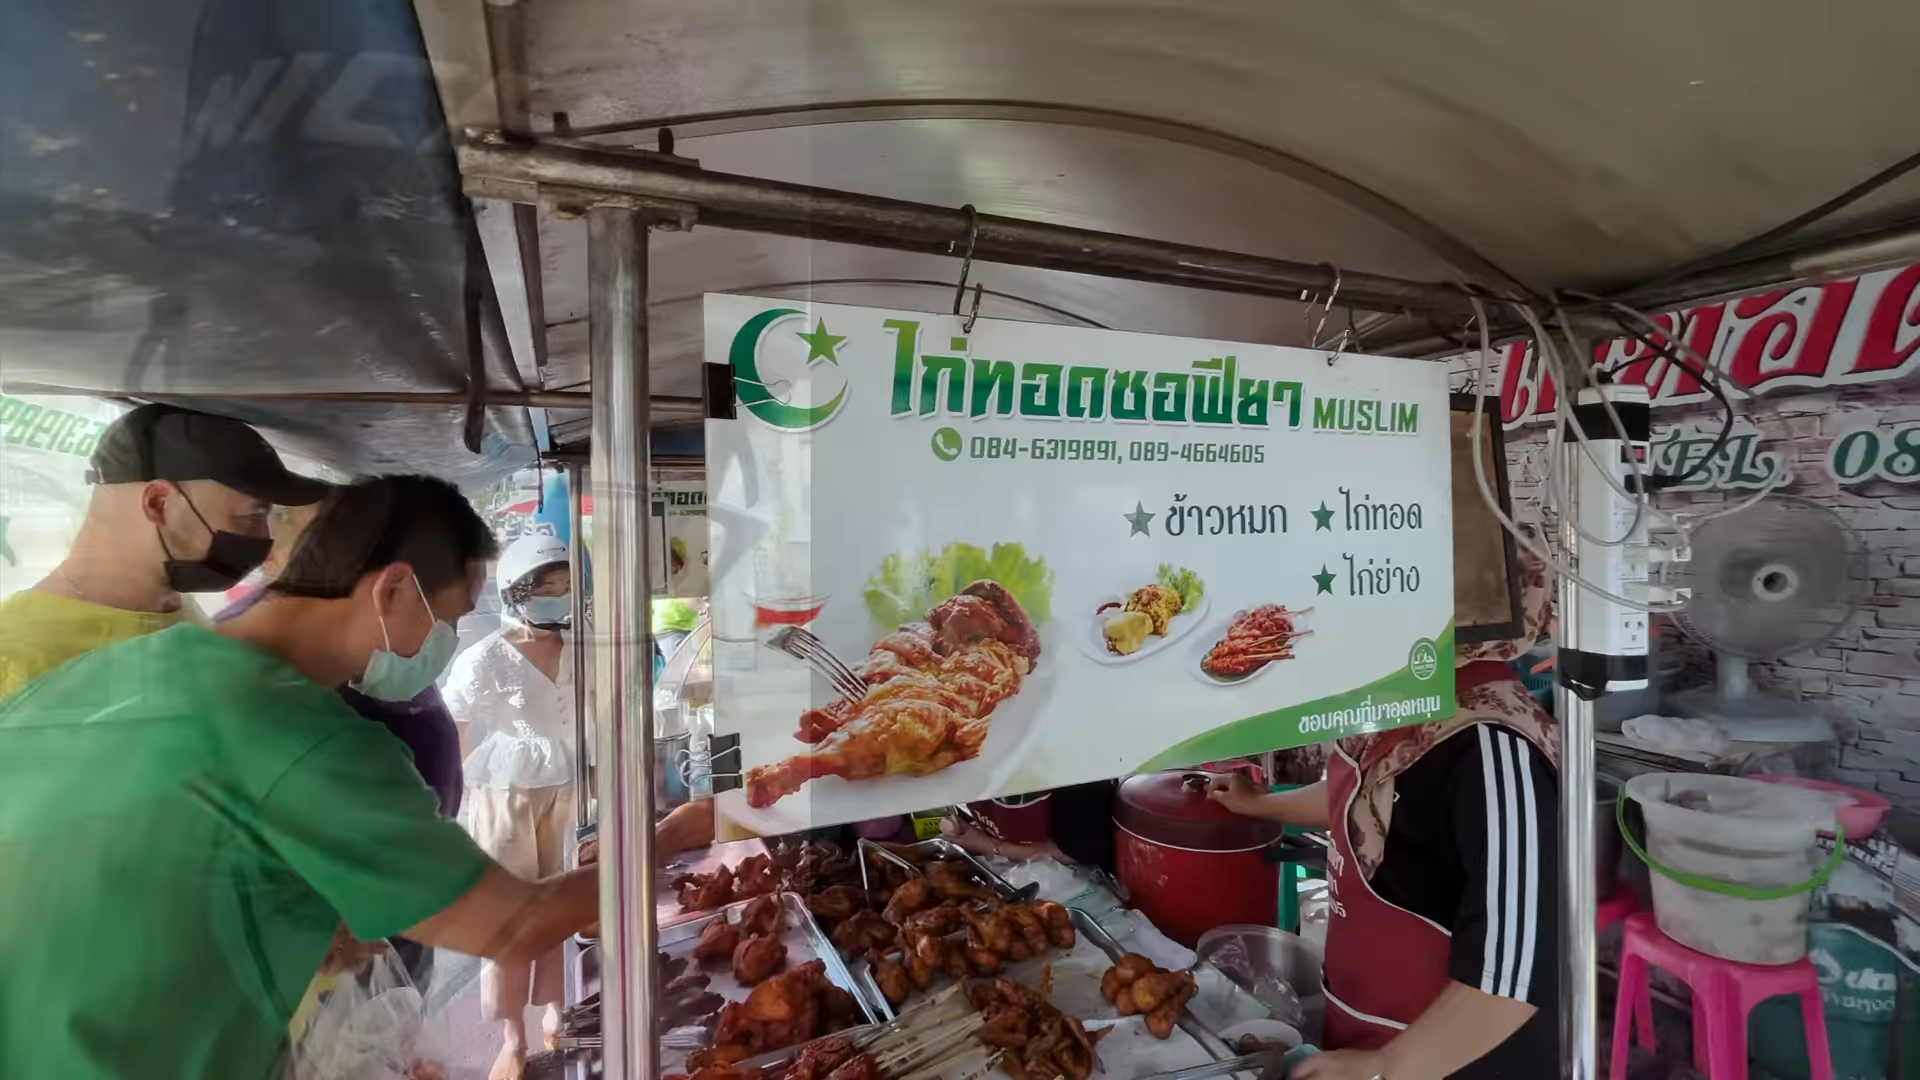 ไก่ทอดซอฟียา MUSLIM
084-6319891, 089-4664605
ข้าวหมก ไก่ทอด
ไก่ย่าง
ขอบคุณที่มาอุดหนุน
TEL. 08